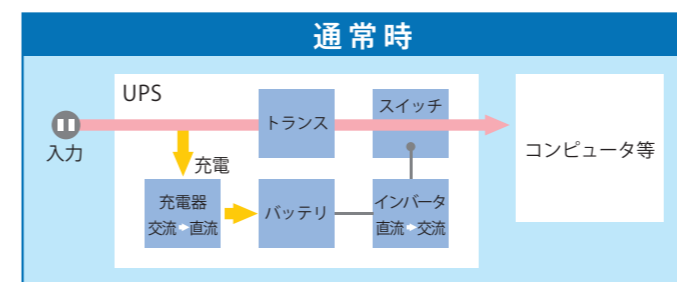 通常時
UPS
入力
トランス
スイッチ
コンピュータ等
充電
充電器
交流 直流
バッテリ
インバータ
直流 交流